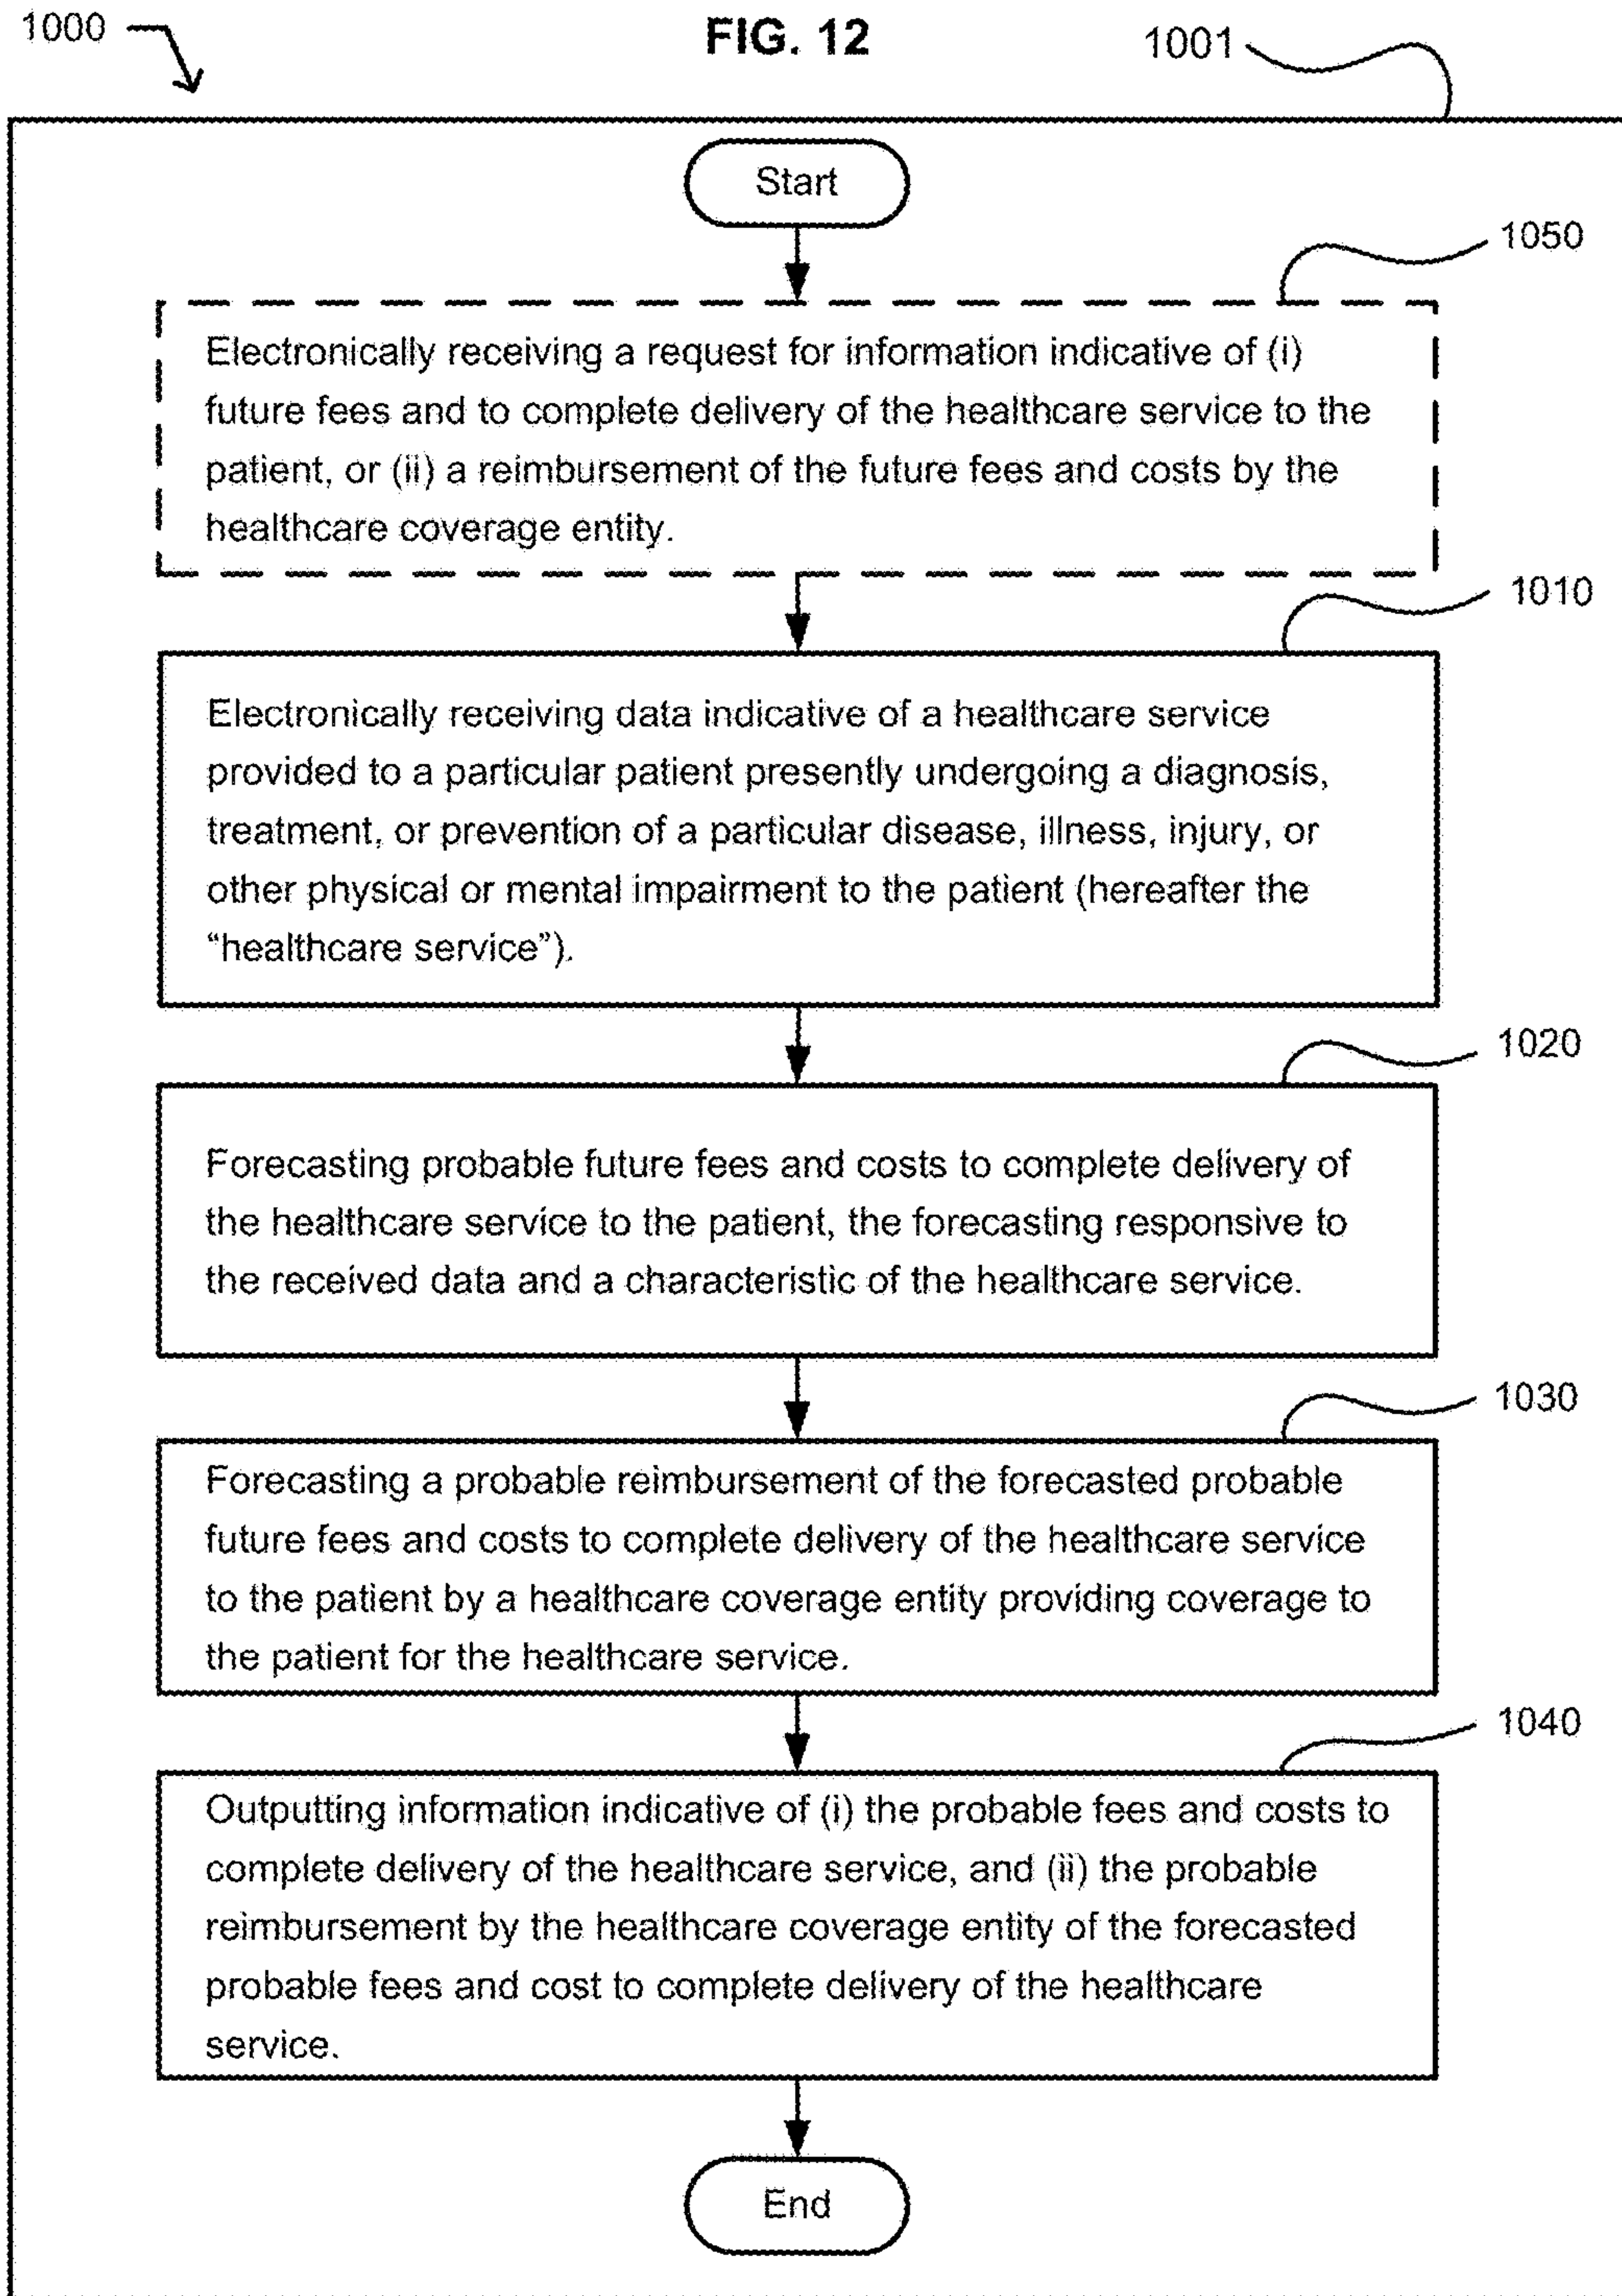 1000
FIG. 12
1001
Start
1050
Electronically receiving a request for information indicative of (i)
future fees and to complete delivery of the healthcare service to the
patient, or (ii) a reimbursement of the future fees and costs by the
healthcare coverage entity.
1010
Electronically receiving data indicative of a healthcare service
provided to a particular patient presently undergoing a diagnosis,
treatment, or prevention of a particular disease, illness, injury, or
other physical or mental impairment to the patient (hereafter the
“healthcare service”).
1020
Forecasting probable future fees and costs to complete delivery of
the healthcare service to the patient, the forecasting responsive to
the received data and a characteristic of the healthcare service.
1030
Forecasting a probable reimbursement of the forecasted probable
future fees and costs to complete delivery of the healthcare service
to the patient by a healthcare coverage entity providing coverage to
the patient for the healthcare service.
1040
Outputting information indicative of (i) the probable fees and costs to
complete delivery of the healthcare service, and (ii) the probable
reimbursement by the healthcare coverage entity of the forecasted
probable fees and cost to complete delivery of the healthcare
service.
End